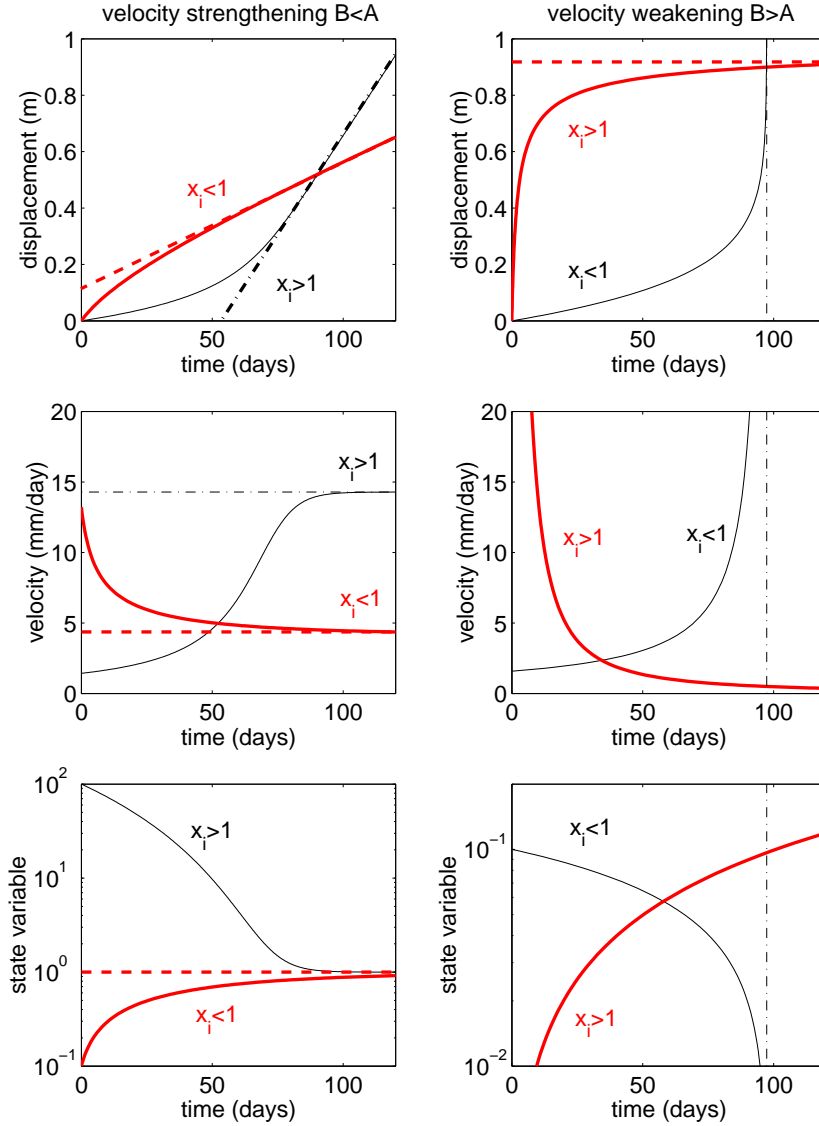 velocity strengthening B<A
velocity weakening B>A
displacement (m)
1
0.8
0.6
0.4
0.2
0
x_i<1
x_i>1
0 50 100
time (days)
displacement (m)
1
0.8
0.6
0.4
0.2
0
x_i>1
x_i<1
0 50 100
time (days)
velocity (mm/day)
20
15
10
5
0
x_i>1
x_i<1
0 50 100
time (days)
velocity (mm/day)
20
15
10
5
0
x_i>1
x_i<1
0 50 100
time (days)
state variable
10^2
10^1
10^0
10^-1
x_i>1
x_i<1
0 50 100
time (days)
state variable
10^-1
10^-2
x_i<1
x_i>1
0 50 100
time (days)